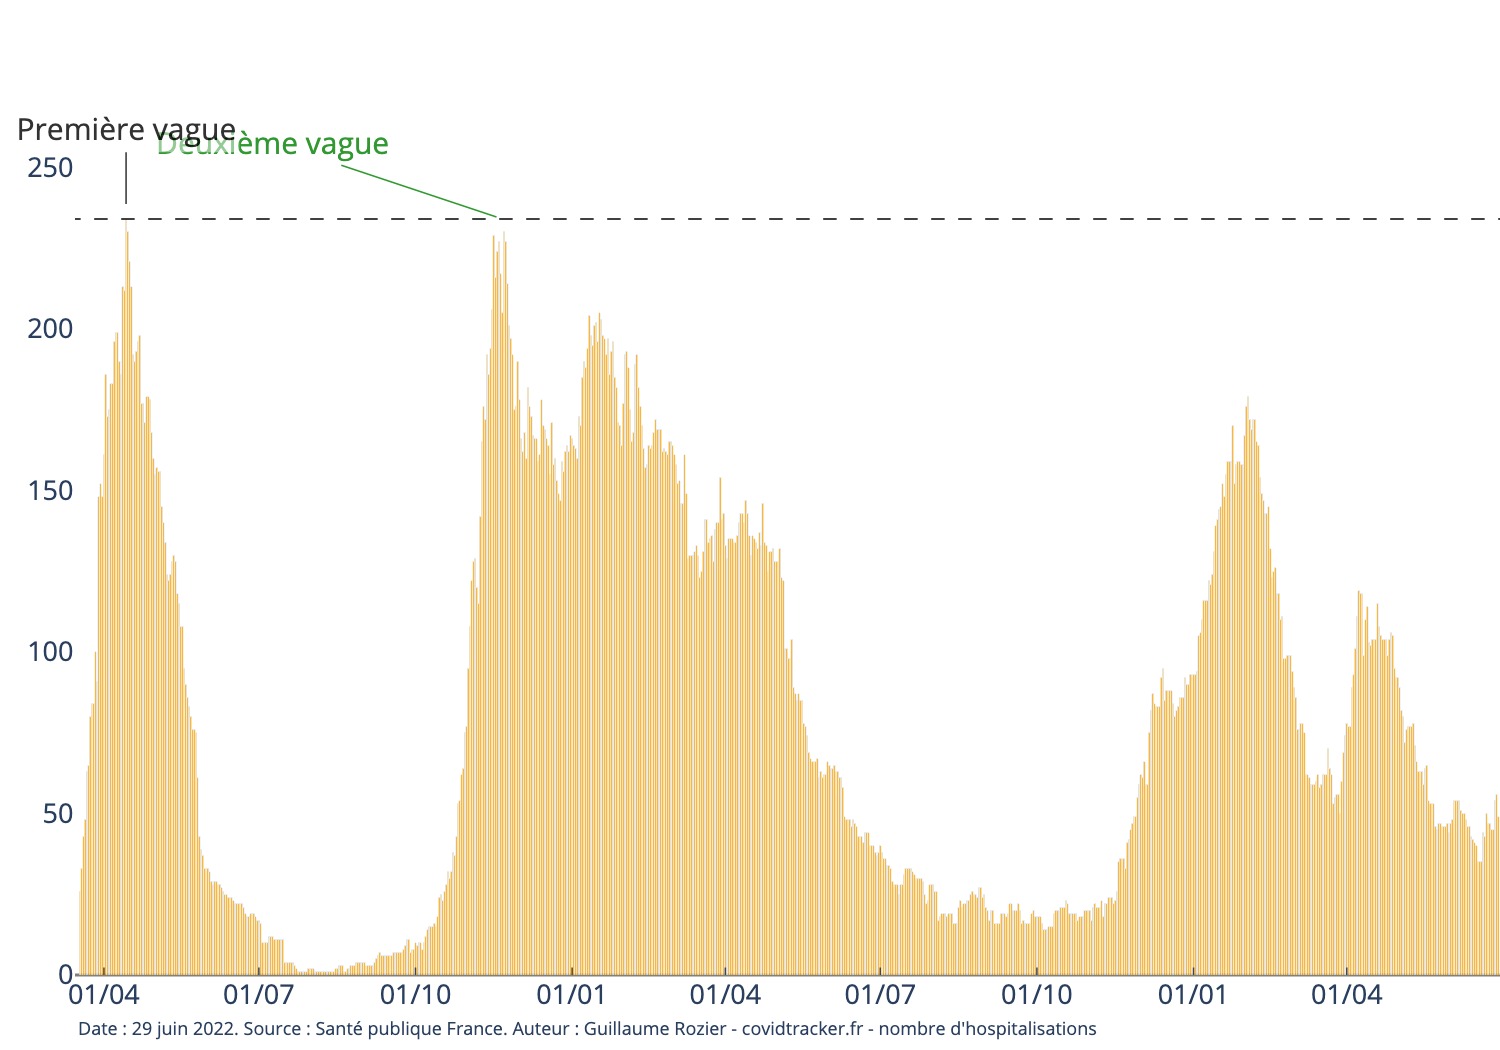 Première vague
Deuxième vague
250
200
150
100
50
0
01/04 01/07 01/10 01/01 01/04 01/07 01/10 01/01 01/04
Date : 29 juin 2022. Source : Santé publique France. Auteur : Guillaume Rozier - covidtracker.fr - nombre d'hospitalisations